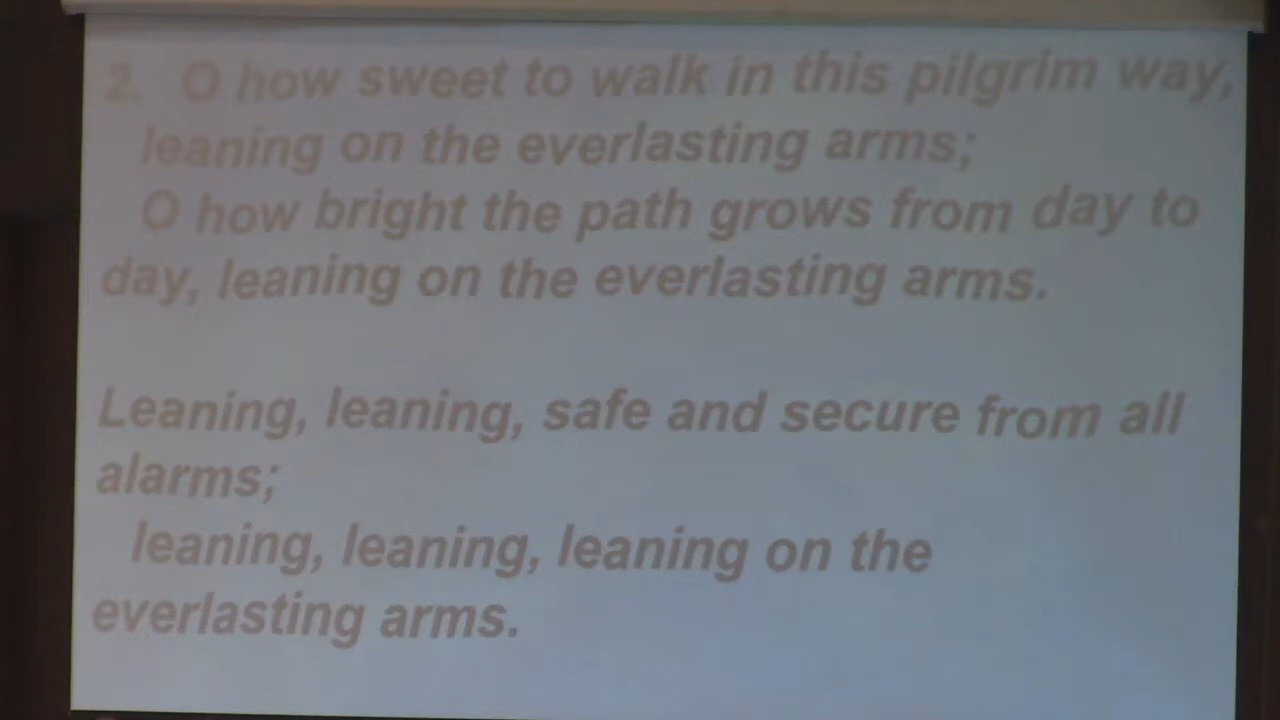 2. O how sweet to walk in this pilgrim way,
leaning on the everlasting arms;
O how bright the path grows from day to
day, leaning on the everlasting arms.
Leaning, leaning, safe and secure from all
alarms;
leaning, leaning, leaning on the
everlasting arms.